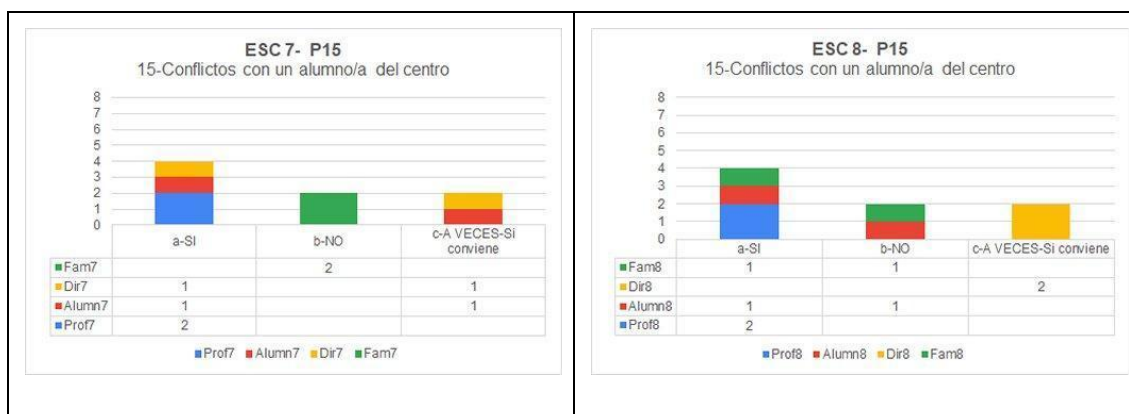 ESC 7- P15
15-Conflictos con un alumno/a del centro
8
7
6
5
4
3
2
1
0
a-SI b-NO c-A VECES-Si conviene
Fam7 2
Dir7 1 1
Alumn7 1 1
Prof7 2
Prof7 Alumn7 Dir7 Fam7
ESC 8- P15
15-Conflictos con un alumno/a del centro
8
7
6
5
4
3
2
1
0
a-SI b-NO c-A VECES-Si conviene
Fam8 1 1
Dir8 2
Alumn8 1 1
Prof8 2
Prof8 Alumn8 Dir8 Fam8